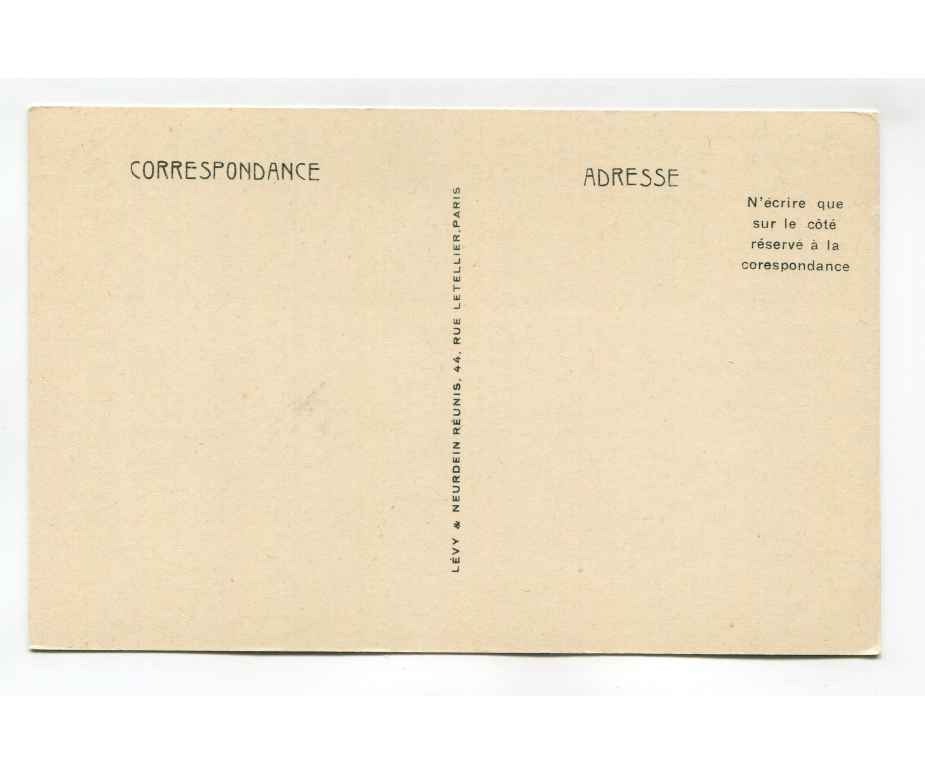 CORRESPONDANCE
LÉVY & NEURDEIN RÉUNIS, 44, RUE LETELLIER, PARIS
ADRESSE
N'écrire que
sur le côté
réservé à la
corespondance